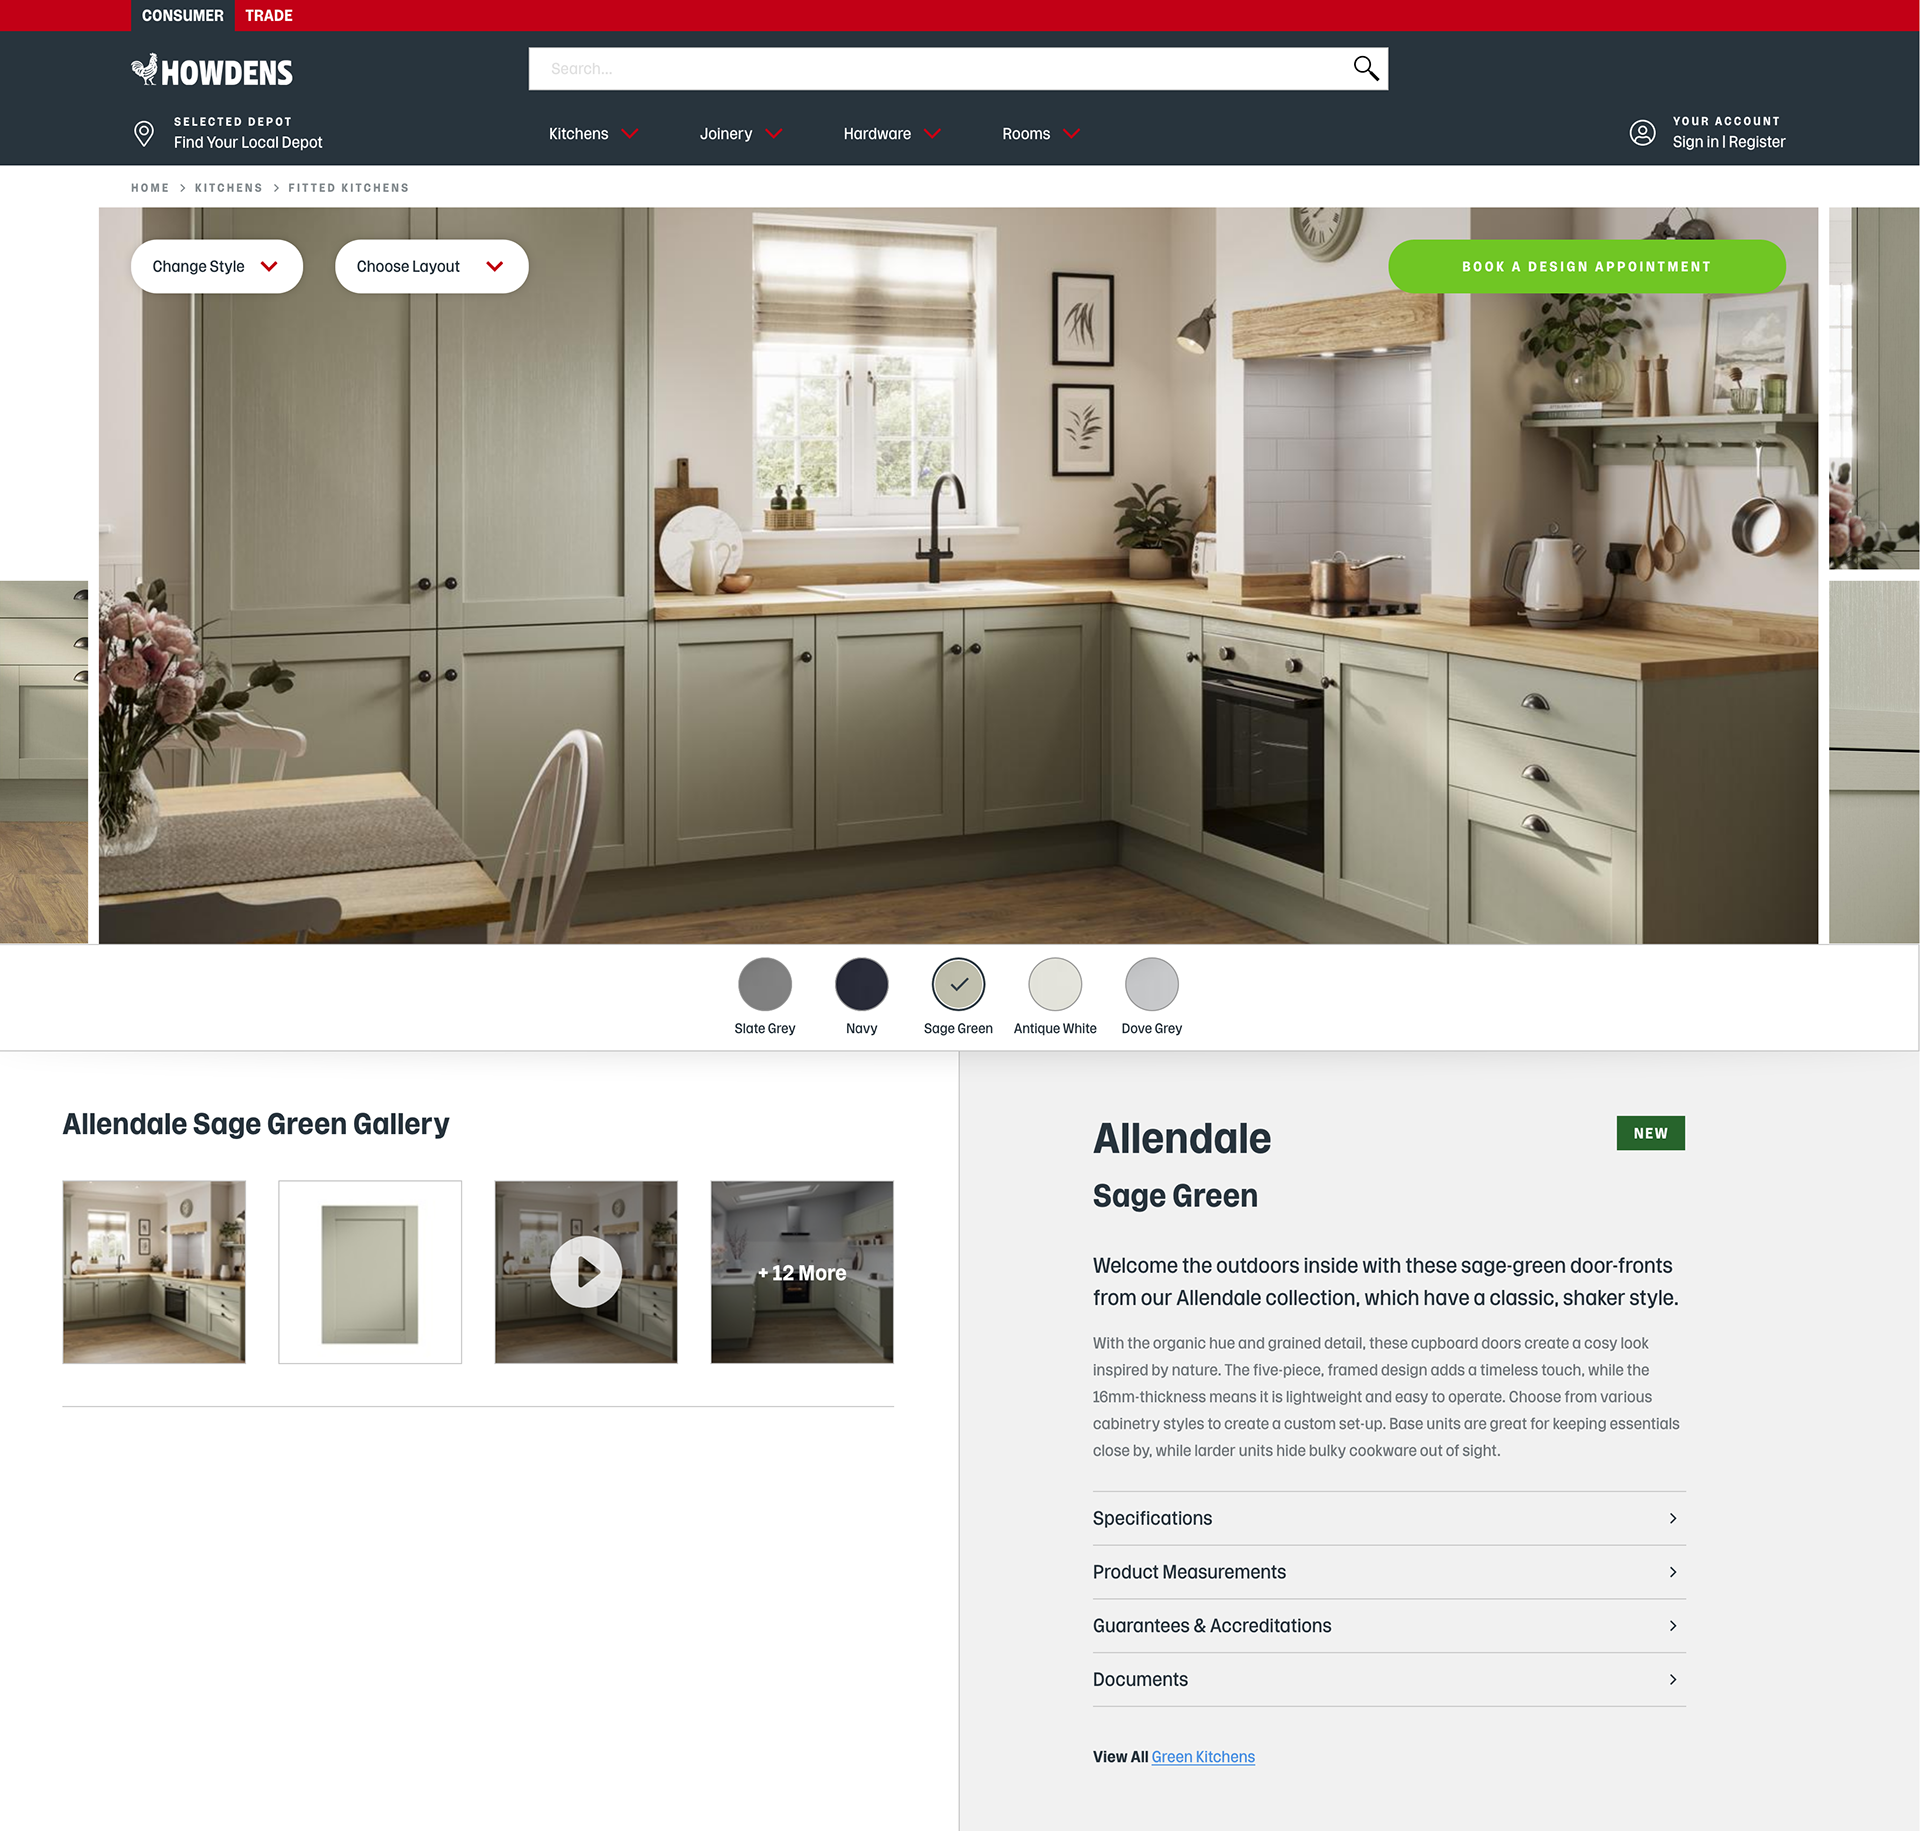 CONSUMER TRADE
HOWDENS
Search...
SELECTED DEPOT
Find Your Local Depot
Kitchens Joinery Hardware Rooms
YOUR ACCOUNT
Sign in | Register
HOME > KITCHENS > FITTED KITCHENS
Change Style
Choose Layout
BOOK A DESIGN APPOINTMENT
Slate Grey
Navy
Sage Green
Antique White
Dove Grey
Allendale Sage Green Gallery
+ 12 More
Allendale
NEW
Sage Green
Welcome the outdoors inside with these sage-green door-fronts
from our Allendale collection, which have a classic, shaker style.
With the organic hue and grained detail, these cupboard doors create a cosy look
inspired by nature. The five-piece, framed design adds a timeless touch, while the
16mm-thickness means it is lightweight and easy to operate. Choose from various
cabinetry styles to create a custom set-up. Base units are great for keeping essentials
close by, while larder units hide bulky cookware out of sight.
Specifications
Product Measurements
Guarantees & Accreditations
Documents
View All Green Kitchens